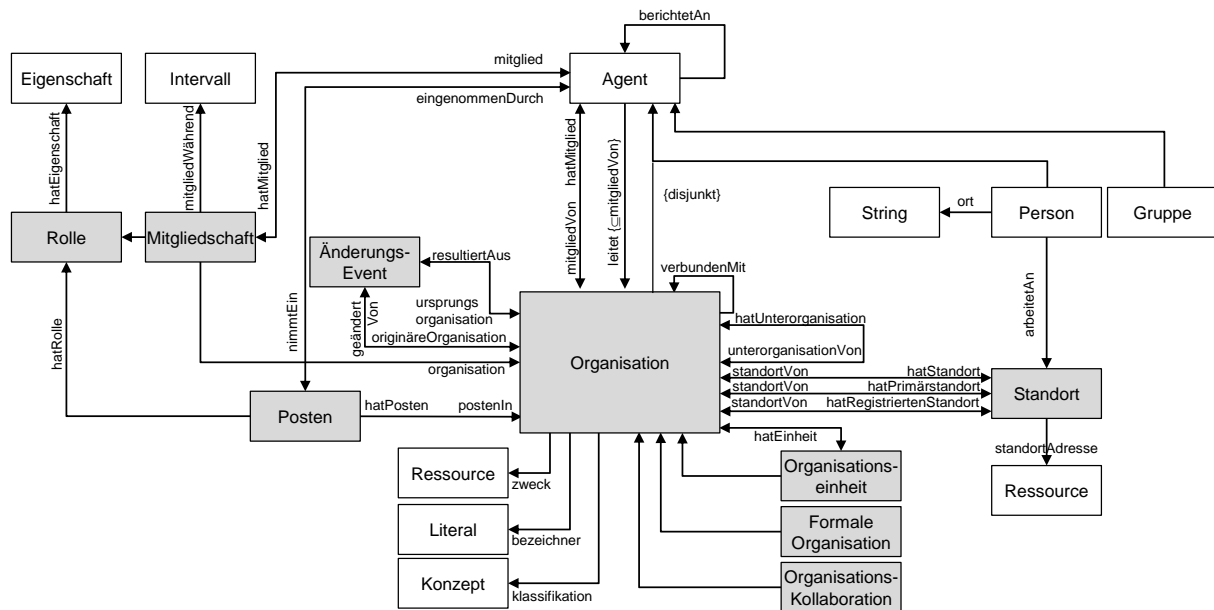 berichtetAn
mitglied
Eigenschaft
Intervall
Agent
eingenommenDurch
hatEigenschaft
mitgliedWährend
hatMitglied
hatMitglied
mitgliedVon
leitet {⊆mitgliedVon}
{disjunkt}
String
ort
Person
Gruppe
Rolle
Mitgliedschaft
Änderungs-
Event
resultiertAus
verbundenMit
arbeitetAn
ursprungs
organisation
hatUnterorganisation
geändert
Von
originäreOrganisation
nimmtEin
hatRolle
Organisation
unterorganisationVon
organisation
standortVon
hatStandort
standortVon
hatPrimärstandort
standortVon
hatRegistriertenStandort
Standort
Posten
hatPosten
postenIn
hatEinheit
standortAdresse
Ressource
zweck
Organisations-
einheit
Ressource
Literal
bezeichner
Formale
Organisation
Konzept
klassifikation
Organisations-
Kollaboration